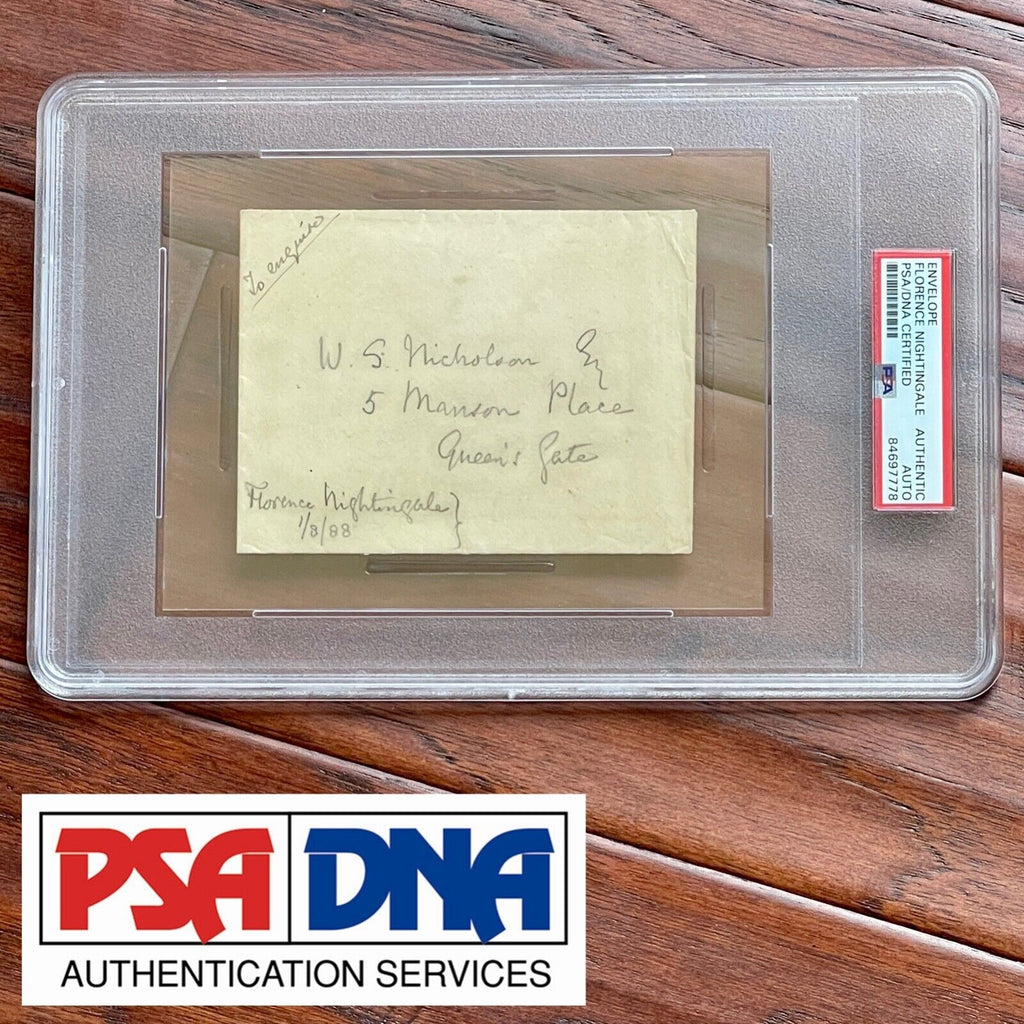 To enquire
W. S. Nicholson Esq
5 Manson Place
Queen's Gate
Florence Nightingale }
1/8/88
ENVELOPE
FLORENCE NIGHTINGALE AUTHENTIC
PSA/DNA CERTIFIED AUTO
84697778
PSA
PSA DNA
AUTHENTICATION SERVICES